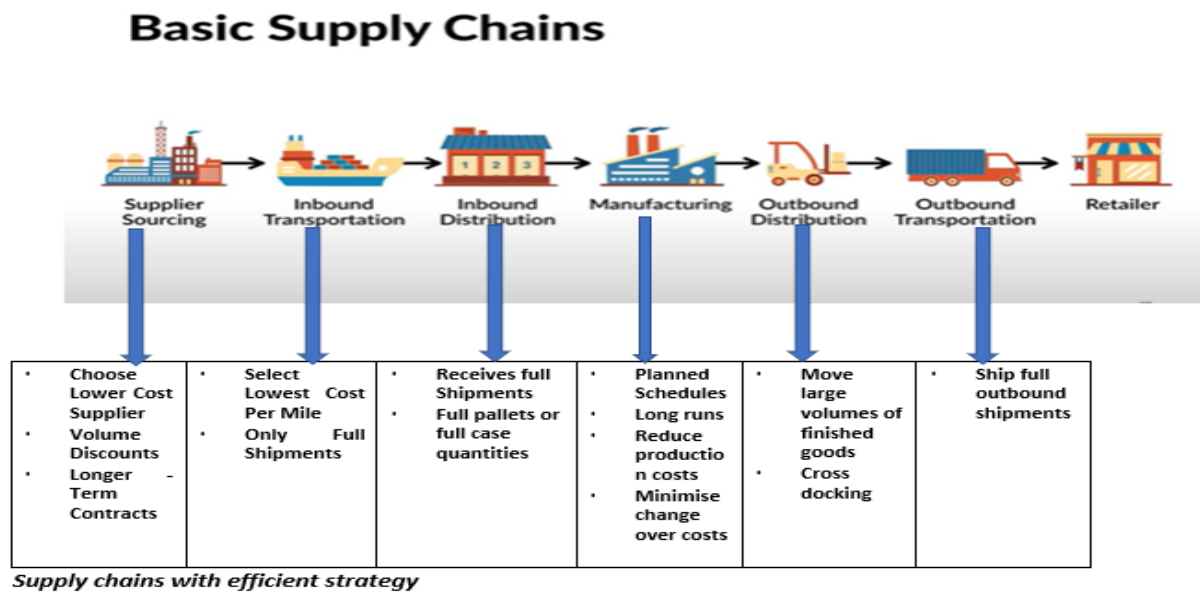 Basic Supply Chains
1 2 3
Supplier
Sourcing
Inbound
Transportation
Inbound
Distribution
Manufacturing
Outbound
Distribution
Outbound
Transportation
Retailer
· Choose
Lower Cost
Supplier
· Volume
Discounts
· Longer -
Term
Contracts
· Select
Lowest Cost
Per Mile
· Only Full
Shipments
· Receives full
Shipments
· Full pallets or
full case
quantities
· Planned
Schedules
· Long runs
· Reduce
productio
n costs
· Minimise
change
over costs
· Move
large
volumes of
finished
goods
· Cross
docking
· Ship full
outbound
shipments
Supply chains with efficient strategy